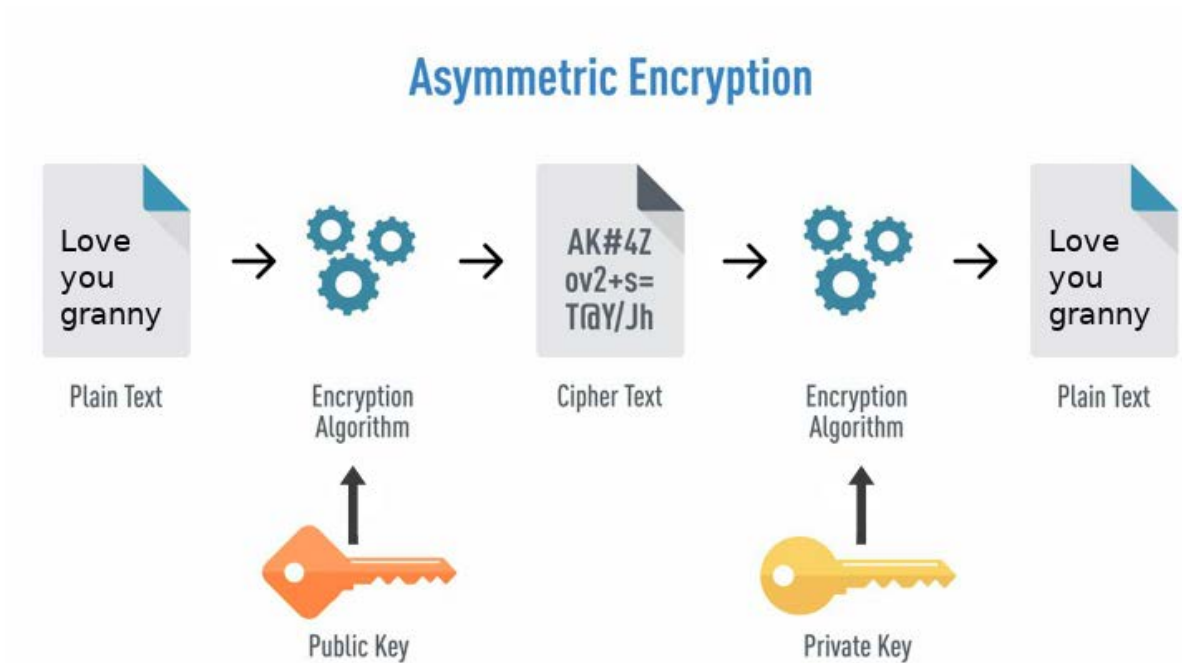 Asymmetric Encryption
Love
you
granny
Plain Text
Encryption
Algorithm
AK#4Z
ov2+s=
T@Y/Jh
Cipher Text
Encryption
Algorithm
Love
you
granny
Plain Text
Public Key
Private Key